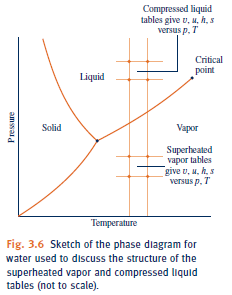 Compressed liquid
tables give v, u, h, s
versus p, T
Critical
point
Liquid
Solid
Vapor
Superheated
vapor tables
give v, u, h, s
versus p, T
Pressure
Temperature
Fig. 3.6 Sketch of the phase diagram for
water used to discuss the structure of the
superheated vapor and compressed liquid
tables (not to scale).